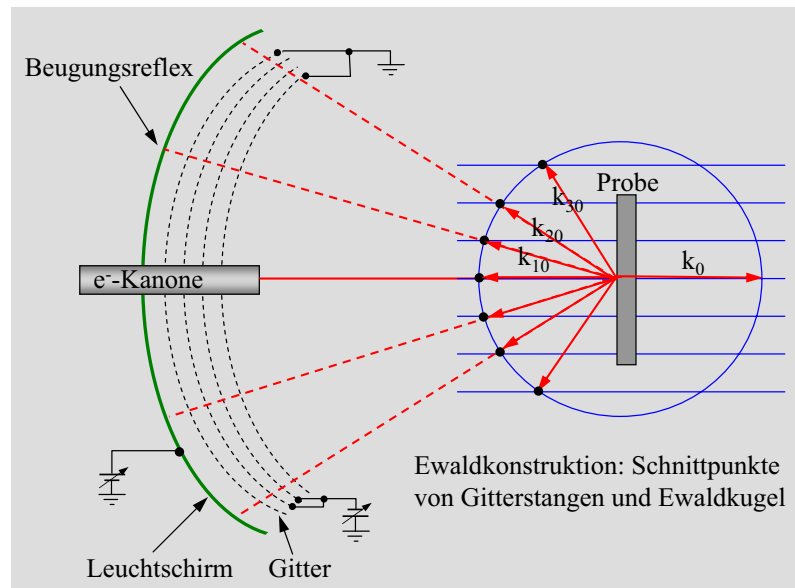 Beugungsreflex
Probe
k30
k20
k10
k0
e⁻-Kanone
Ewaldkonstruktion: Schnittpunkte
von Gitterstangen und Ewaldkugel
Leuchtschirm
Gitter